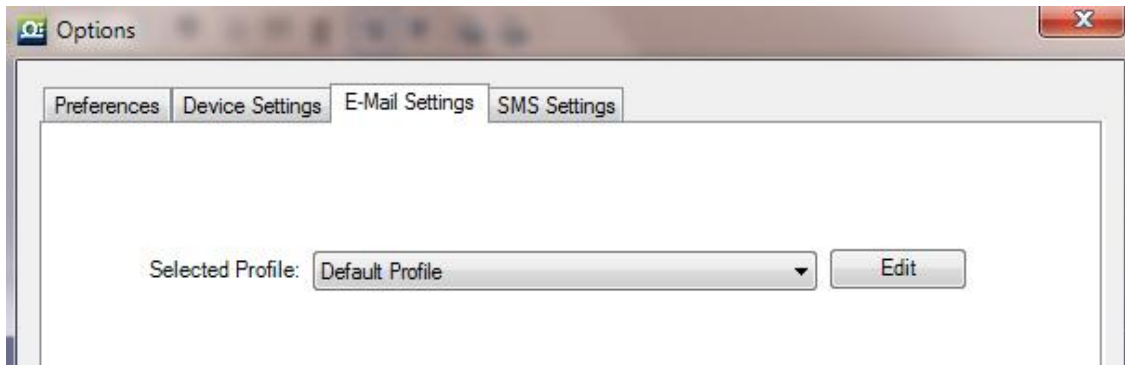 Options
Preferences Device Settings E-Mail Settings SMS Settings
Selected Profile: Default Profile Edit